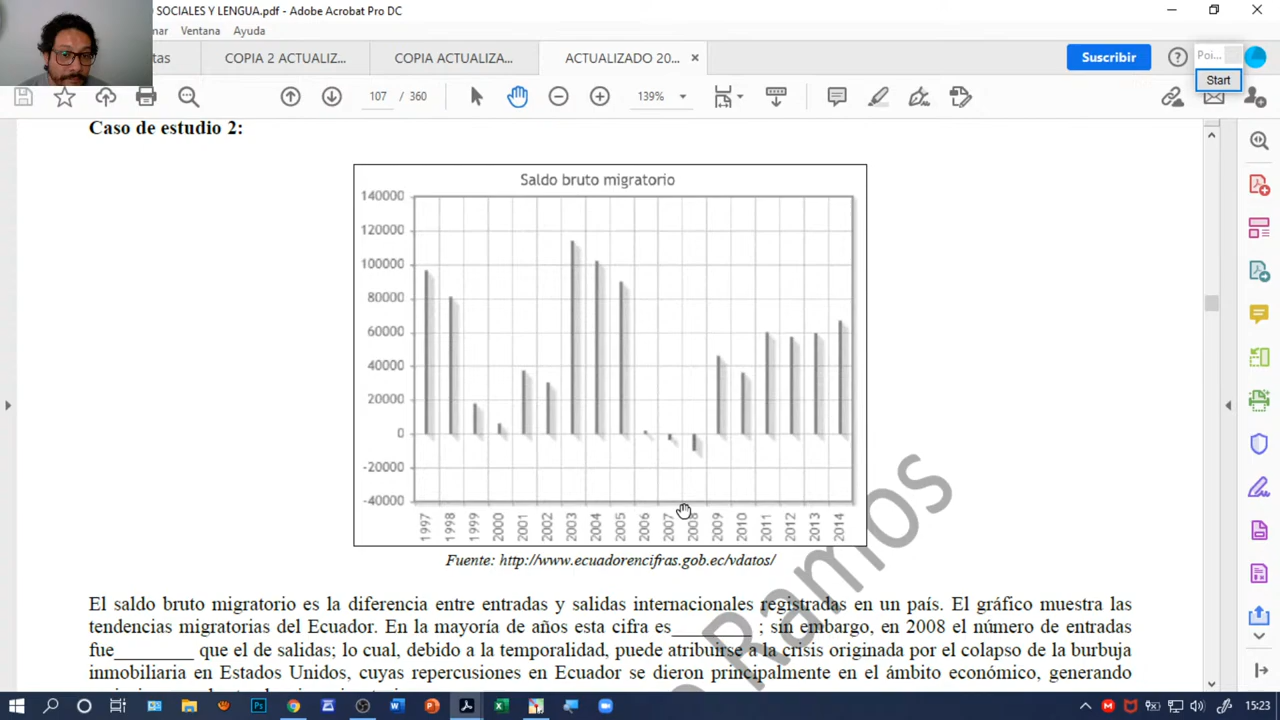 SOCIALES Y LENGUA.pdf - Adobe Acrobat Pro DC
Ventana Ayuda
COPIA 2 ACTUALIZ... COPIA ACTUALIZA... ACTUALIZADO 20... Suscribir Poi...
Start
107 / 360 139%
Caso de estudio 2:
Saldo bruto migratorio
140000
120000
100000
80000
60000
40000
20000
0
-20000
-40000
1997 1998 1999 2000 2001 2002 2003 2004 2005 2006 2007 2008 2009 2010 2011 2012 2013 2014
Fuente: http://www.ecuadorencifras.gob.ec/vdatos/
Ramos
El saldo bruto migratorio es la diferencia entre entradas y salidas internacionales registradas en un país. El gráfico muestra las
tendencias migratorias del Ecuador. En la mayoría de años esta cifra es________ ; sin embargo, en 2008 el número de entradas
fue________ que el de salidas; lo cual, debido a la temporalidad, puede atribuirse a la crisis originada por el colapso de la burbuja
inmobiliaria en Estados Unidos, cuyas repercusiones en Ecuador se dieron principalmente en el ámbito económico, generando
15:23